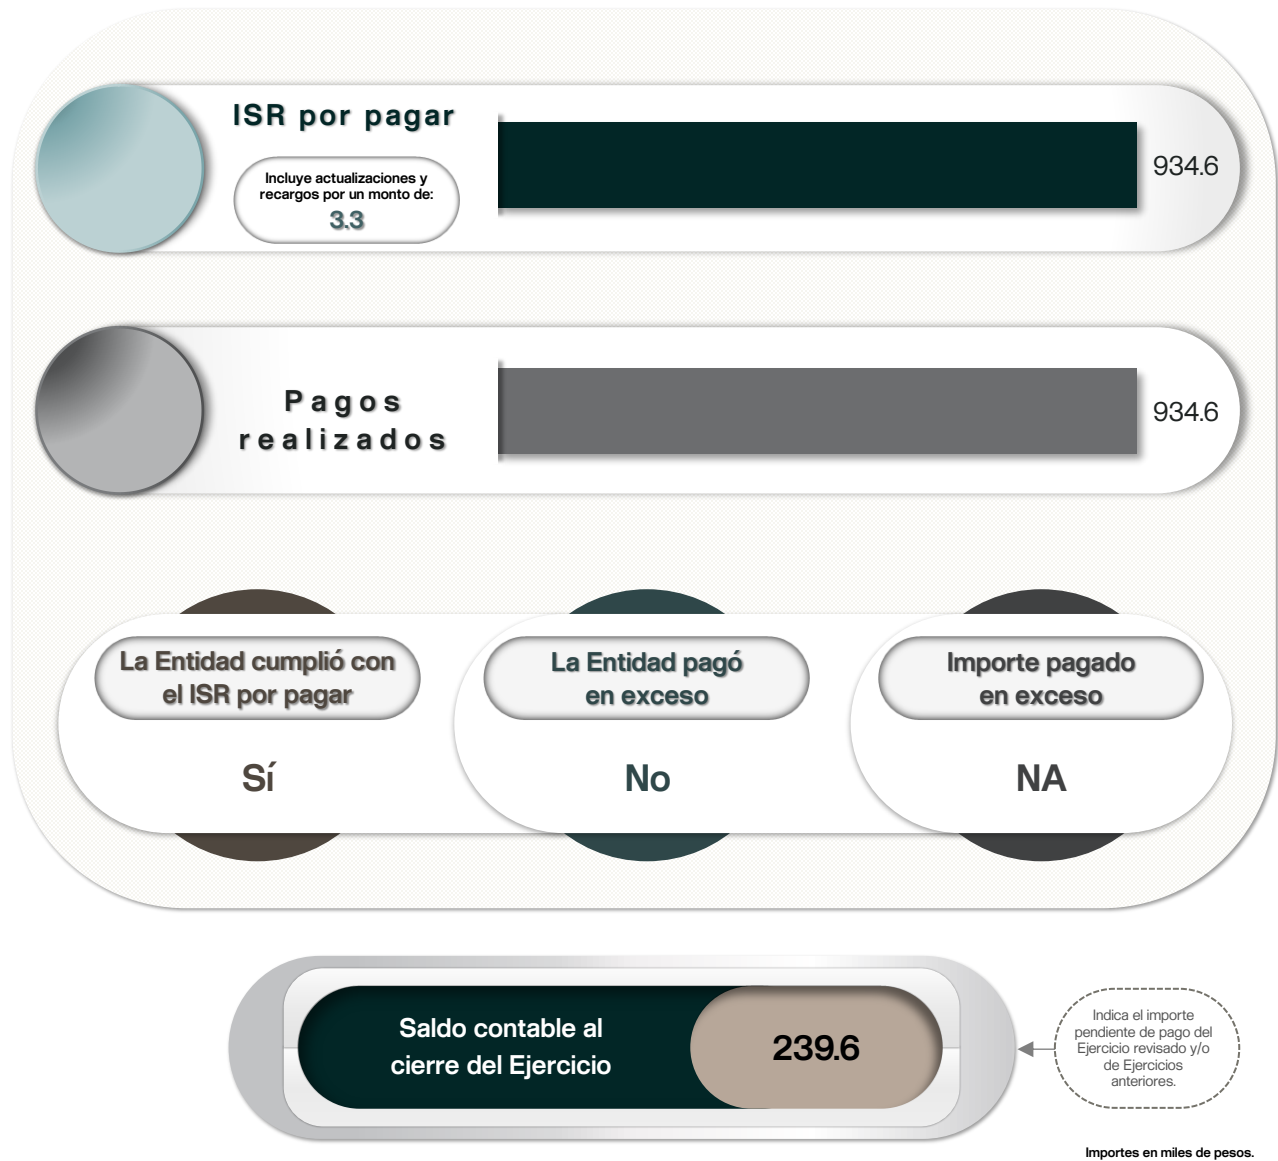 ISR por pagar
Incluye actualizaciones y
recargos por un monto de:
3.3
934.6
Pagos
realizados
934.6
La Entidad cumplió con
el ISR por pagar
Sí
La Entidad pagó
en exceso
No
Importe pagado
en exceso
NA
Saldo contable al
cierre del Ejercicio
239.6
Indica el importe
pendiente de pago del
Ejercicio revisado y/o
de Ejercicios
anteriores.
Importes en miles de pesos.